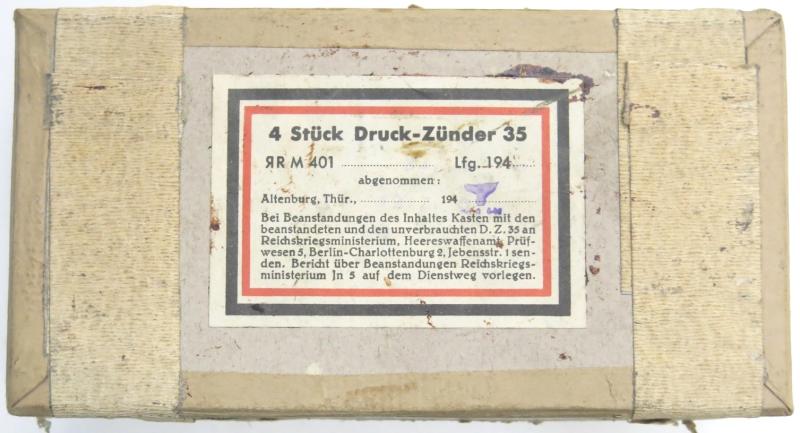 4 Stück Druck-Zünder 35
ЯR M 401 .......... Lfg. 194
abgenommen:
Altenburg, Thür., .......... 194
Bei Beanstandungen des Inhaltes Kasten mit den
beanstandeten und den unverbrauchten D. Z. 35 an
Reichskriegsministerium, Heereswaffenamt, Prüf-
wesen 5, Berlin-Charlottenburg 2, Jebensstr. 1 sen-
den. Bericht über Beanstandungen Reichskriegs-
ministerium Jn 5 auf dem Dienstweg vorlegen.